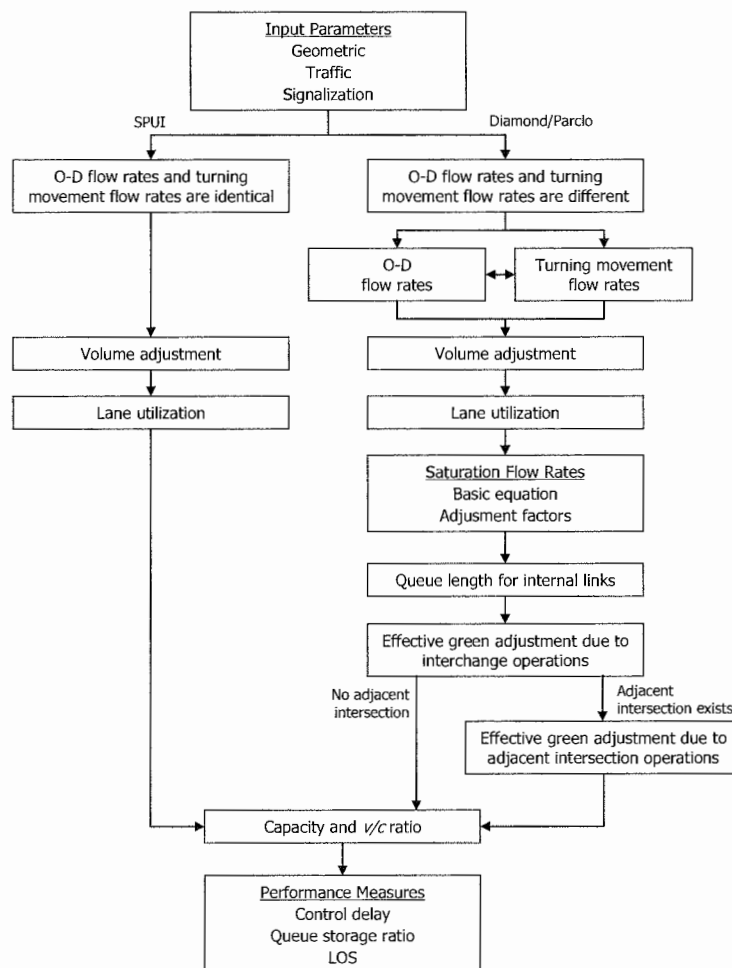 Input Parameters
Geometric
Traffic
Signalization
SPUI
Diamond/Parclo
O-D flow rates and turning
movement flow rates are identical
O-D flow rates and turning
movement flow rates are different
O-D
flow rates
Turning movement
flow rates
Volume adjustment
Volume adjustment
Lane utilization
Lane utilization
Saturation Flow Rates
Basic equation
Adjusment factors
Queue length for internal links
Effective green adjustment due to
interchange operations
No adjacent
intersection
Adjacent
intersection exists
Effective green adjustment due to
adjacent intersection operations
Capacity and v/c ratio
Performance Measures
Control delay
Queue storage ratio
LOS